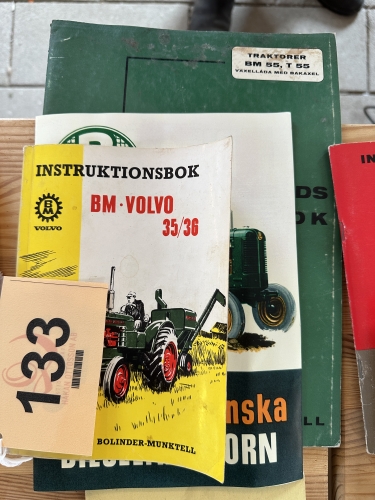 TRAKTORER
BM 55, T 55
VÄXELLÅDA MED BAKAXEL
INSTRUKTIONSBOK
BM
VOLVO
BM·VOLVO
35/36
133
BOLINDER-MUNKTELL
nska
ORN
DS
OK
LL
IN